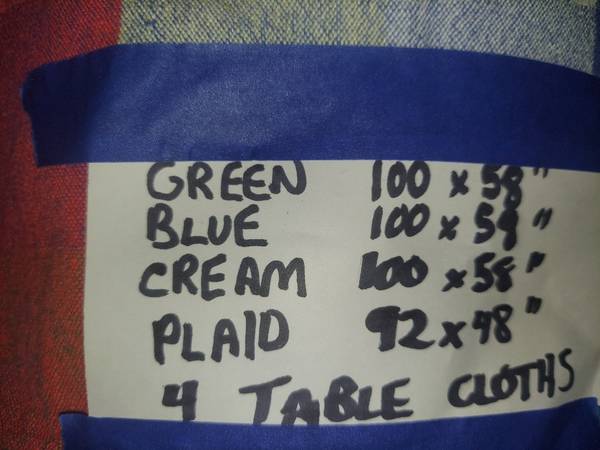 GREEN 100 x 58"
BLUE 100 x 59"
CREAM 100 x 58"
PLAID 92 x 48"
4 TABLE CLOTHS